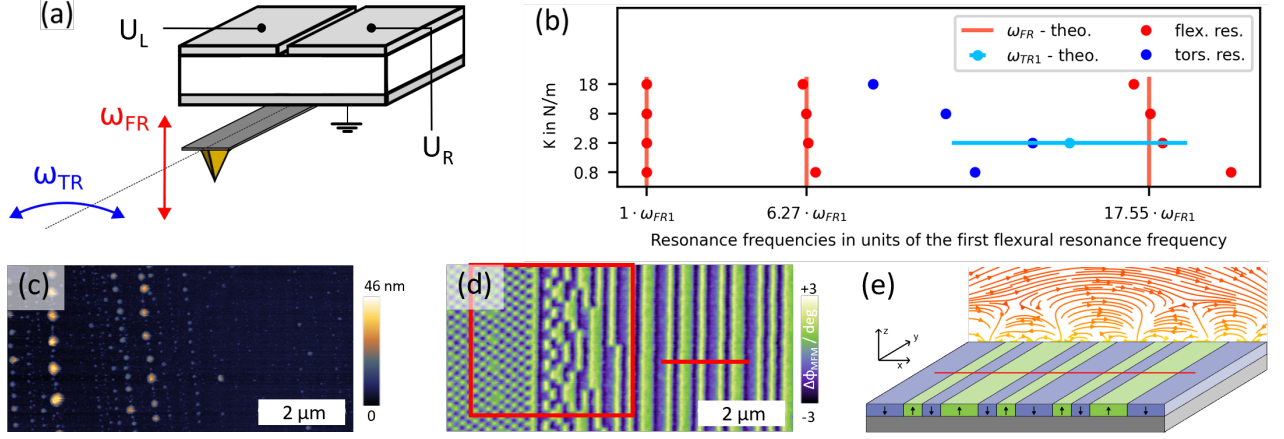 (a)
U_L
U_R
ω_FR
ω_TR
(b)
ω_FR - theo.
ω_TR1 - theo.
flex. res.
tors. res.
K in N/m
18
8
2.8
0.8
1 · ω_FR1
6.27 · ω_FR1
17.55 · ω_FR1
Resonance frequencies in units of the first flexural resonance frequency
(c)
46 nm
0
2 μm
(d)
+3
Δϕ_MFM / deg
-3
2 μm
(e)
z
y
x